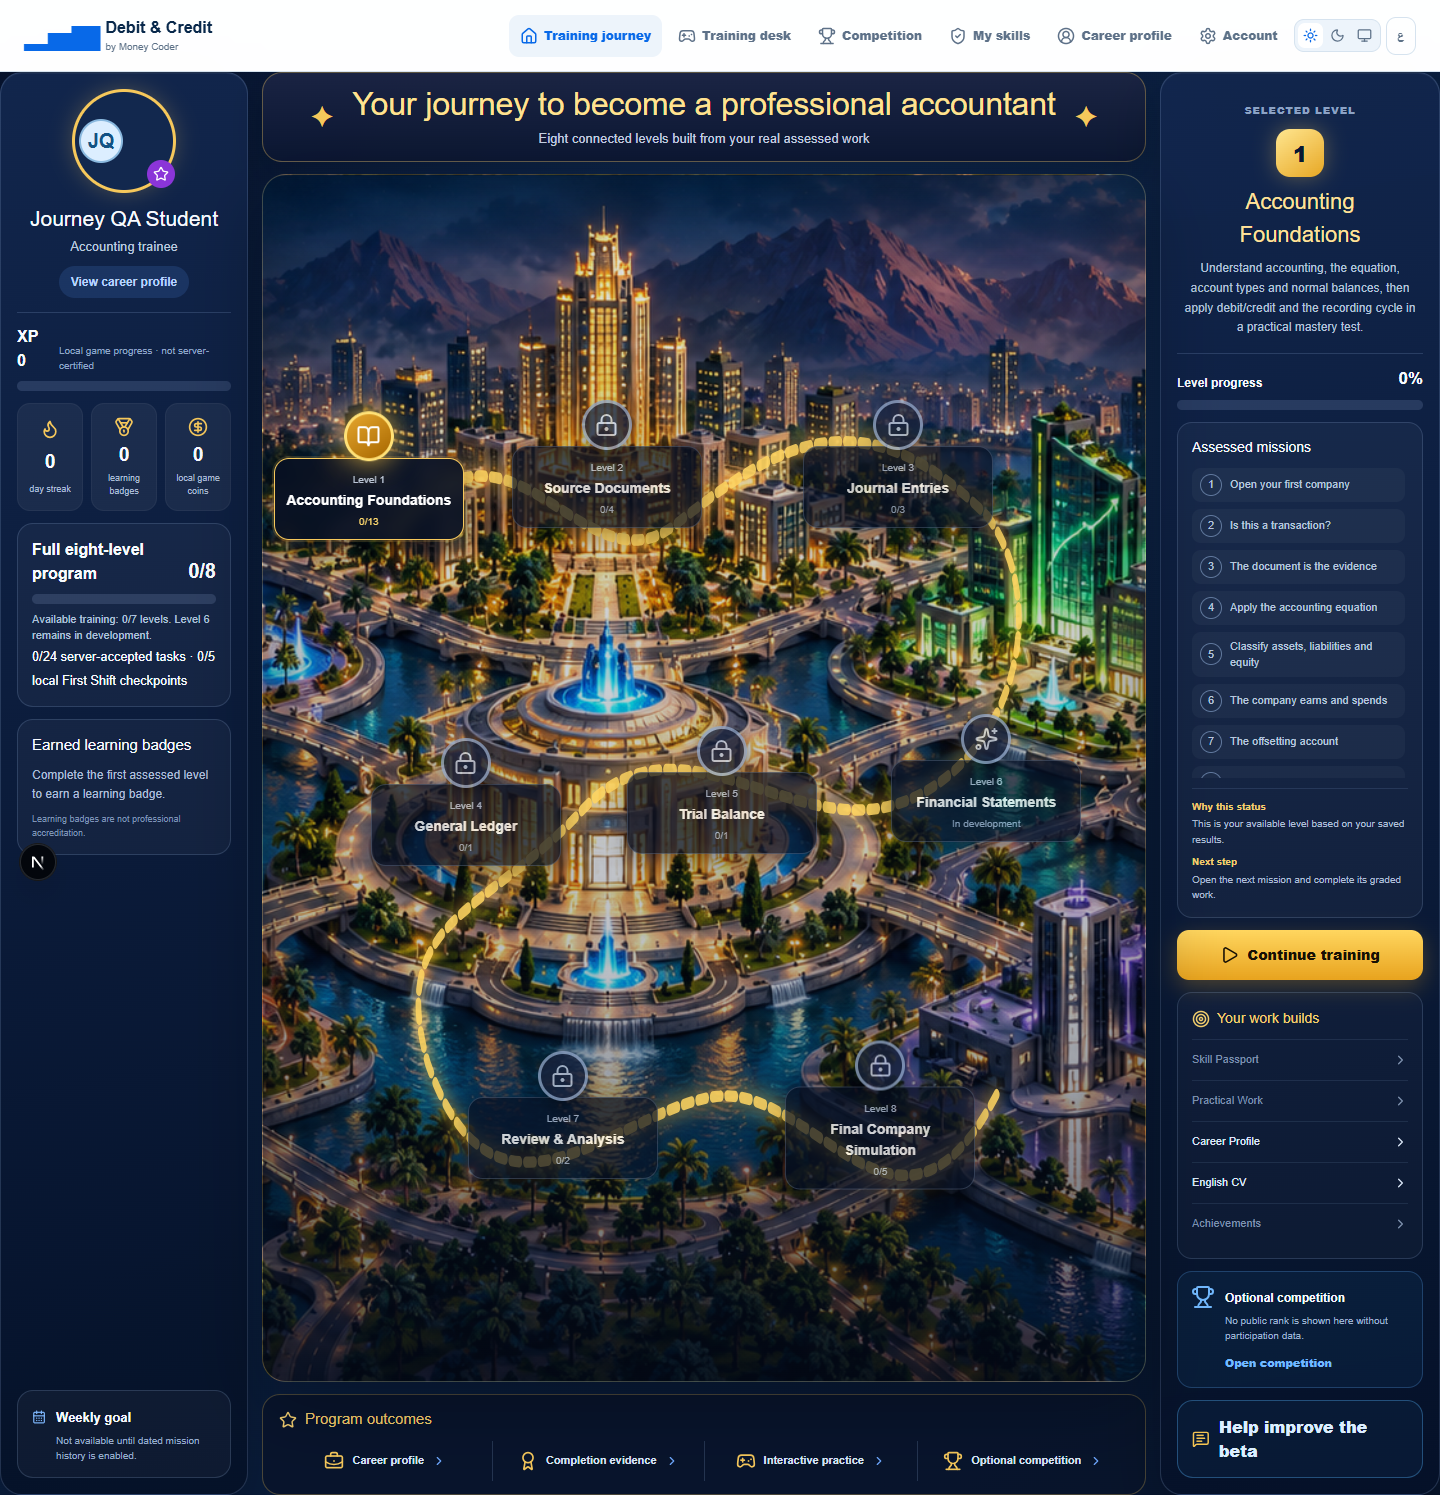 Debit & Credit
by Money Coder
Training journey
Training desk
Competition
My skills
Career profile
Account
ع
JQ
Journey QA Student
Accounting trainee
View career profile
XP
0
Local game progress · not server-
certified
0
day streak
0
learning
badges
0
local game
coins
Full eight-level
program
0/8
Available training: 0/7 levels. Level 6
remains in development.
0/24 server-accepted tasks · 0/5
local First Shift checkpoints
Earned learning badges
Complete the first assessed level
to earn a learning badge.
Learning badges are not professional
accreditation.
N
Weekly goal
Not available until dated mission
history is enabled.
Your journey to become a professional accountant
Eight connected levels built from your real assessed work
Level 1
Accounting Foundations
0/13
Level 2
Source Documents
0/4
Level 3
Journal Entries
0/3
Level 4
General Ledger
0/1
Level 5
Trial Balance
0/1
Level 6
Financial Statements
In development
Level 7
Review & Analysis
0/2
Level 8
Final Company
Simulation
0/5
Program outcomes
Career profile
Completion evidence
Interactive practice
Optional competition
SELECTED LEVEL
1
Accounting
Foundations
Understand accounting, the equation,
account types and normal balances, then
apply debit/credit and the recording cycle in
a practical mastery test.
Level progress
0%
Assessed missions
1 Open your first company
2 Is this a transaction?
3 The document is the evidence
4 Apply the accounting equation
5 Classify assets, liabilities and
equity
6 The company earns and spends
7 The offsetting account
Why this status
This is your available level based on your saved
results.
Next step
Open the next mission and complete its graded
work.
Continue training
Your work builds
Skill Passport
Practical Work
Career Profile
English CV
Achievements
Optional competition
No public rank is shown here without
participation data.
Open competition
Help improve the
beta